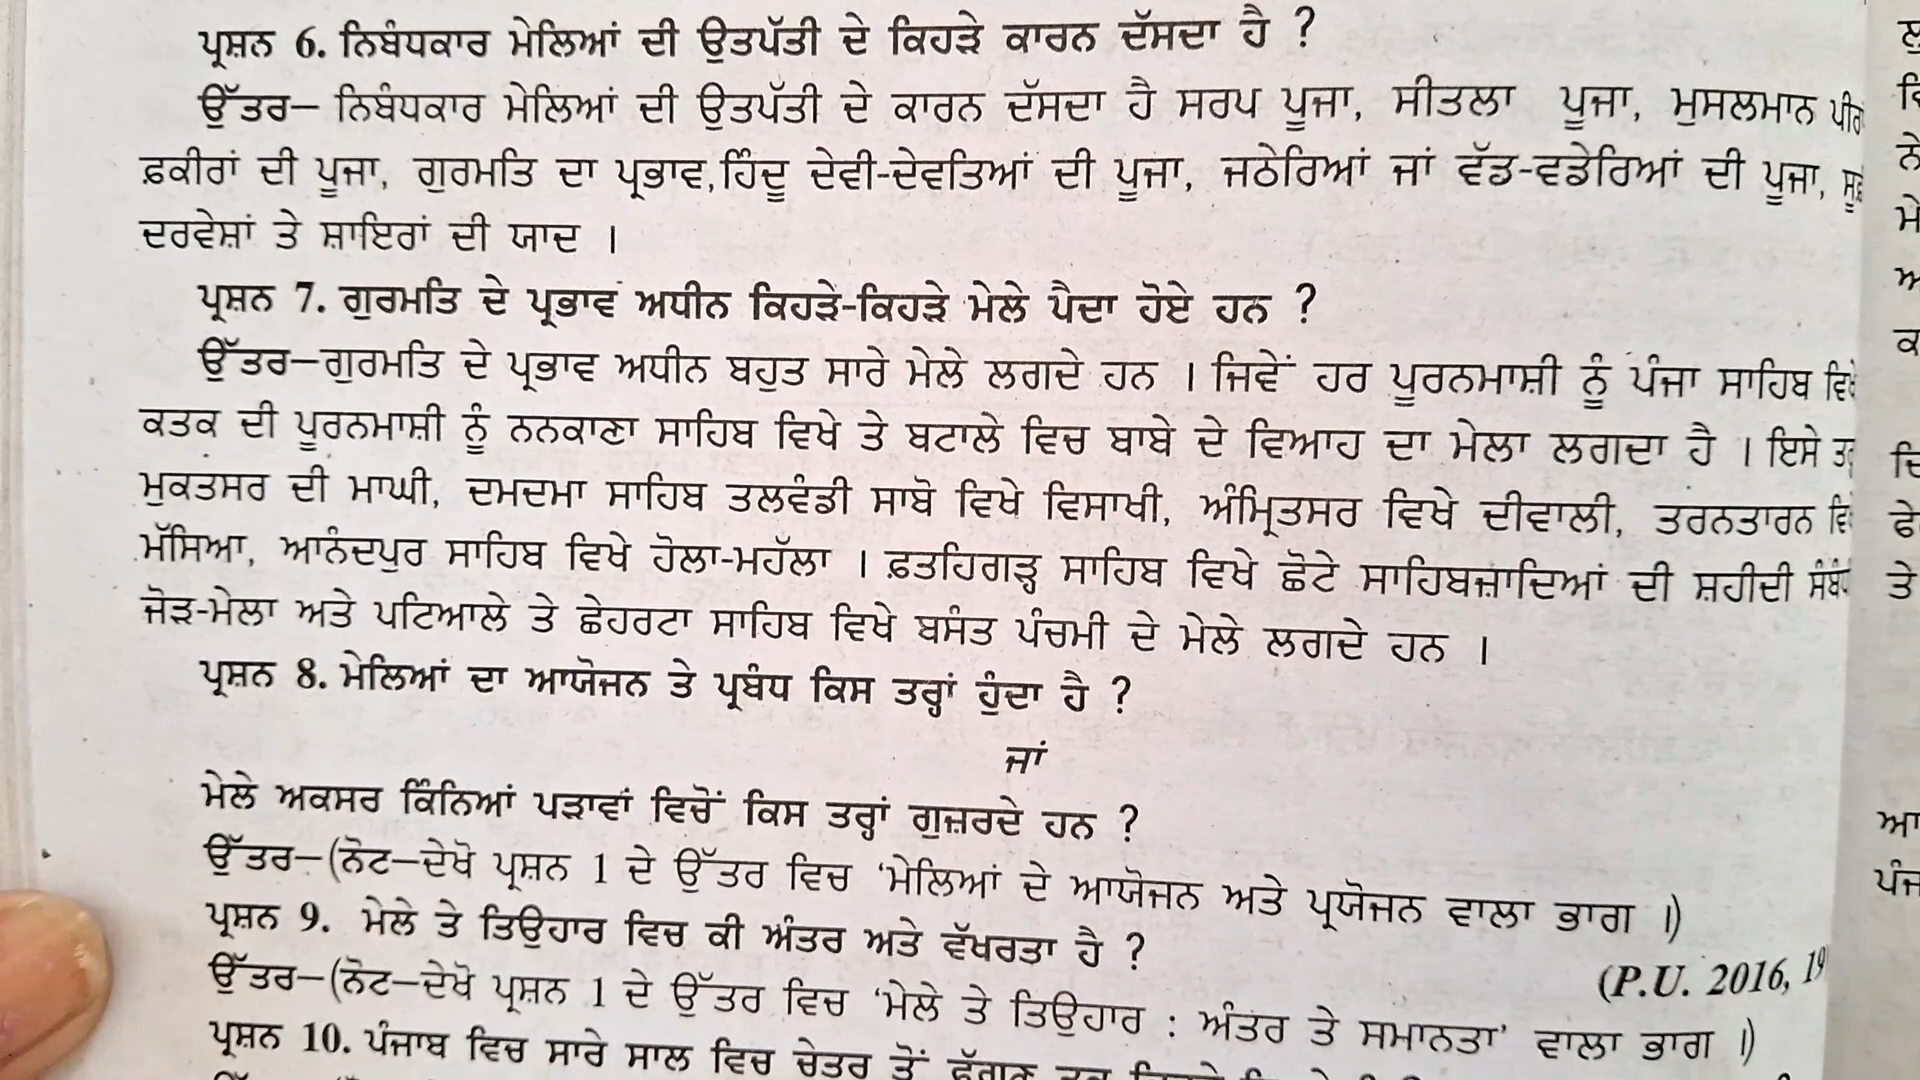 ਪ੍ਰਸ਼ਨ 6. ਨਿਬੰਧਕਾਰ ਮੇਲਿਆਂ ਦੀ ਉਤਪੱਤੀ ਦੇ ਕਿਹੜੇ ਕਾਰਨ ਦੱਸਦਾ ਹੈ ?
ਉੱਤਰ– ਨਿਬੰਧਕਾਰ ਮੇਲਿਆਂ ਦੀ ਉਤਪੱਤੀ ਦੇ ਕਾਰਨ ਦੱਸਦਾ ਹੈ ਸਰਪ ਪੂਜਾ, ਸੀਤਲਾ ਪੂਜਾ, ਮੁਸਲਮਾਨ
ਫ਼ਕੀਰਾਂ ਦੀ ਪੂਜਾ, ਗੁਰਮਤਿ ਦਾ ਪ੍ਰਭਾਵ, ਹਿੰਦੂ ਦੇਵੀ-ਦੇਵਤਿਆਂ ਦੀ ਪੂਜਾ, ਜਠੇਰਿਆਂ ਜਾਂ ਵੱਡ-ਵਡੇਰਿਆਂ ਦੀ ਪੂਜਾ,
ਦਰਵੇਸ਼ਾਂ ਤੇ ਸ਼ਾਇਰਾਂ ਦੀ ਯਾਦ ।
ਪ੍ਰਸ਼ਨ 7. ਗੁਰਮਤਿ ਦੇ ਪ੍ਰਭਾਵ ਅਧੀਨ ਕਿਹੜੇ-ਕਿਹੜੇ ਮੇਲੇ ਪੈਦਾ ਹੋਏ ਹਨ ?
ਉੱਤਰ–ਗੁਰਮਤਿ ਦੇ ਪ੍ਰਭਾਵ ਅਧੀਨ ਬਹੁਤ ਸਾਰੇ ਮੇਲੇ ਲਗਦੇ ਹਨ । ਜਿਵੇਂ ਹਰ ਪੂਰਨਮਾਸ਼ੀ ਨੂੰ ਪੰਜਾ ਸਾਹਿਬ
ਕਤਕ ਦੀ ਪੂਰਨਮਾਸ਼ੀ ਨੂੰ ਨਨਕਾਣਾ ਸਾਹਿਬ ਵਿਖੇ ਤੇ ਬਟਾਲੇ ਵਿਚ ਬਾਬੇ ਦੇ ਵਿਆਹ ਦਾ ਮੇਲਾ ਲਗਦਾ ਹੈ । ਇਸੇ
ਮੁਕਤਸਰ ਦੀ ਮਾਘੀ, ਦਮਦਮਾ ਸਾਹਿਬ ਤਲਵੰਡੀ ਸਾਬੋ ਵਿਖੇ ਵਿਸਾਖੀ, ਅੰਮ੍ਰਿਤਸਰ ਵਿਖੇ ਦੀਵਾਲੀ, ਤਰਨਤਾਰਨ
ਮੱਸਿਆ, ਆਨੰਦਪੁਰ ਸਾਹਿਬ ਵਿਖੇ ਹੋਲਾ-ਮਹੱਲਾ । ਫ਼ਤਹਿਗੜ੍ਹ ਸਾਹਿਬ ਵਿਖੇ ਛੋਟੇ ਸਾਹਿਬਜ਼ਾਦਿਆਂ ਦੀ ਸ਼ਹੀਦੀ
ਜੋੜ-ਮੇਲਾ ਅਤੇ ਪਟਿਆਲੇ ਤੇ ਛੇਹਰਟਾ ਸਾਹਿਬ ਵਿਖੇ ਬਸੰਤ ਪੰਚਮੀ ਦੇ ਮੇਲੇ ਲਗਦੇ ਹਨ ।
ਪ੍ਰਸ਼ਨ 8. ਮੇਲਿਆਂ ਦਾ ਆਯੋਜਨ ਤੇ ਪ੍ਰਬੰਧ ਕਿਸ ਤਰ੍ਹਾਂ ਹੁੰਦਾ ਹੈ ?
ਜਾਂ
ਮੇਲੇ ਅਕਸਰ ਕਿੰਨਿਆਂ ਪੜਾਵਾਂ ਵਿਚੋਂ ਕਿਸ ਤਰ੍ਹਾਂ ਗੁਜ਼ਰਦੇ ਹਨ ?
ਉੱਤਰ–(ਨੋਟ–ਦੇਖੋ ਪ੍ਰਸ਼ਨ 1 ਦੇ ਉੱਤਰ ਵਿਚ ‘ਮੇਲਿਆਂ ਦੇ ਆਯੋਜਨ ਅਤੇ ਪ੍ਰਯੋਜਨ ਵਾਲਾ ਭਾਗ ।)
ਪ੍ਰਸ਼ਨ 9. ਮੇਲੇ ਤੇ ਤਿਉਹਾਰ ਵਿਚ ਕੀ ਅੰਤਰ ਅਤੇ ਵੱਖਰਤਾ ਹੈ ?
(P.U. 2016, 19
ਉੱਤਰ–(ਨੋਟ–ਦੇਖੋ ਪ੍ਰਸ਼ਨ 1 ਦੇ ਉੱਤਰ ਵਿਚ ‘ਮੇਲੇ ਤੇ ਤਿਉਹਾਰ : ਅੰਤਰ ਤੇ ਸਮਾਨਤਾ’ ਵਾਲਾ ਭਾਗ ।)
ਪ੍ਰਸ਼ਨ 10. ਪੰਜਾਬ ਵਿਚ ਸਾਰੇ ਸਾਲ ਵਿਚ ਚੇਤਰ ਤੋਂ ਫੱਗਣ